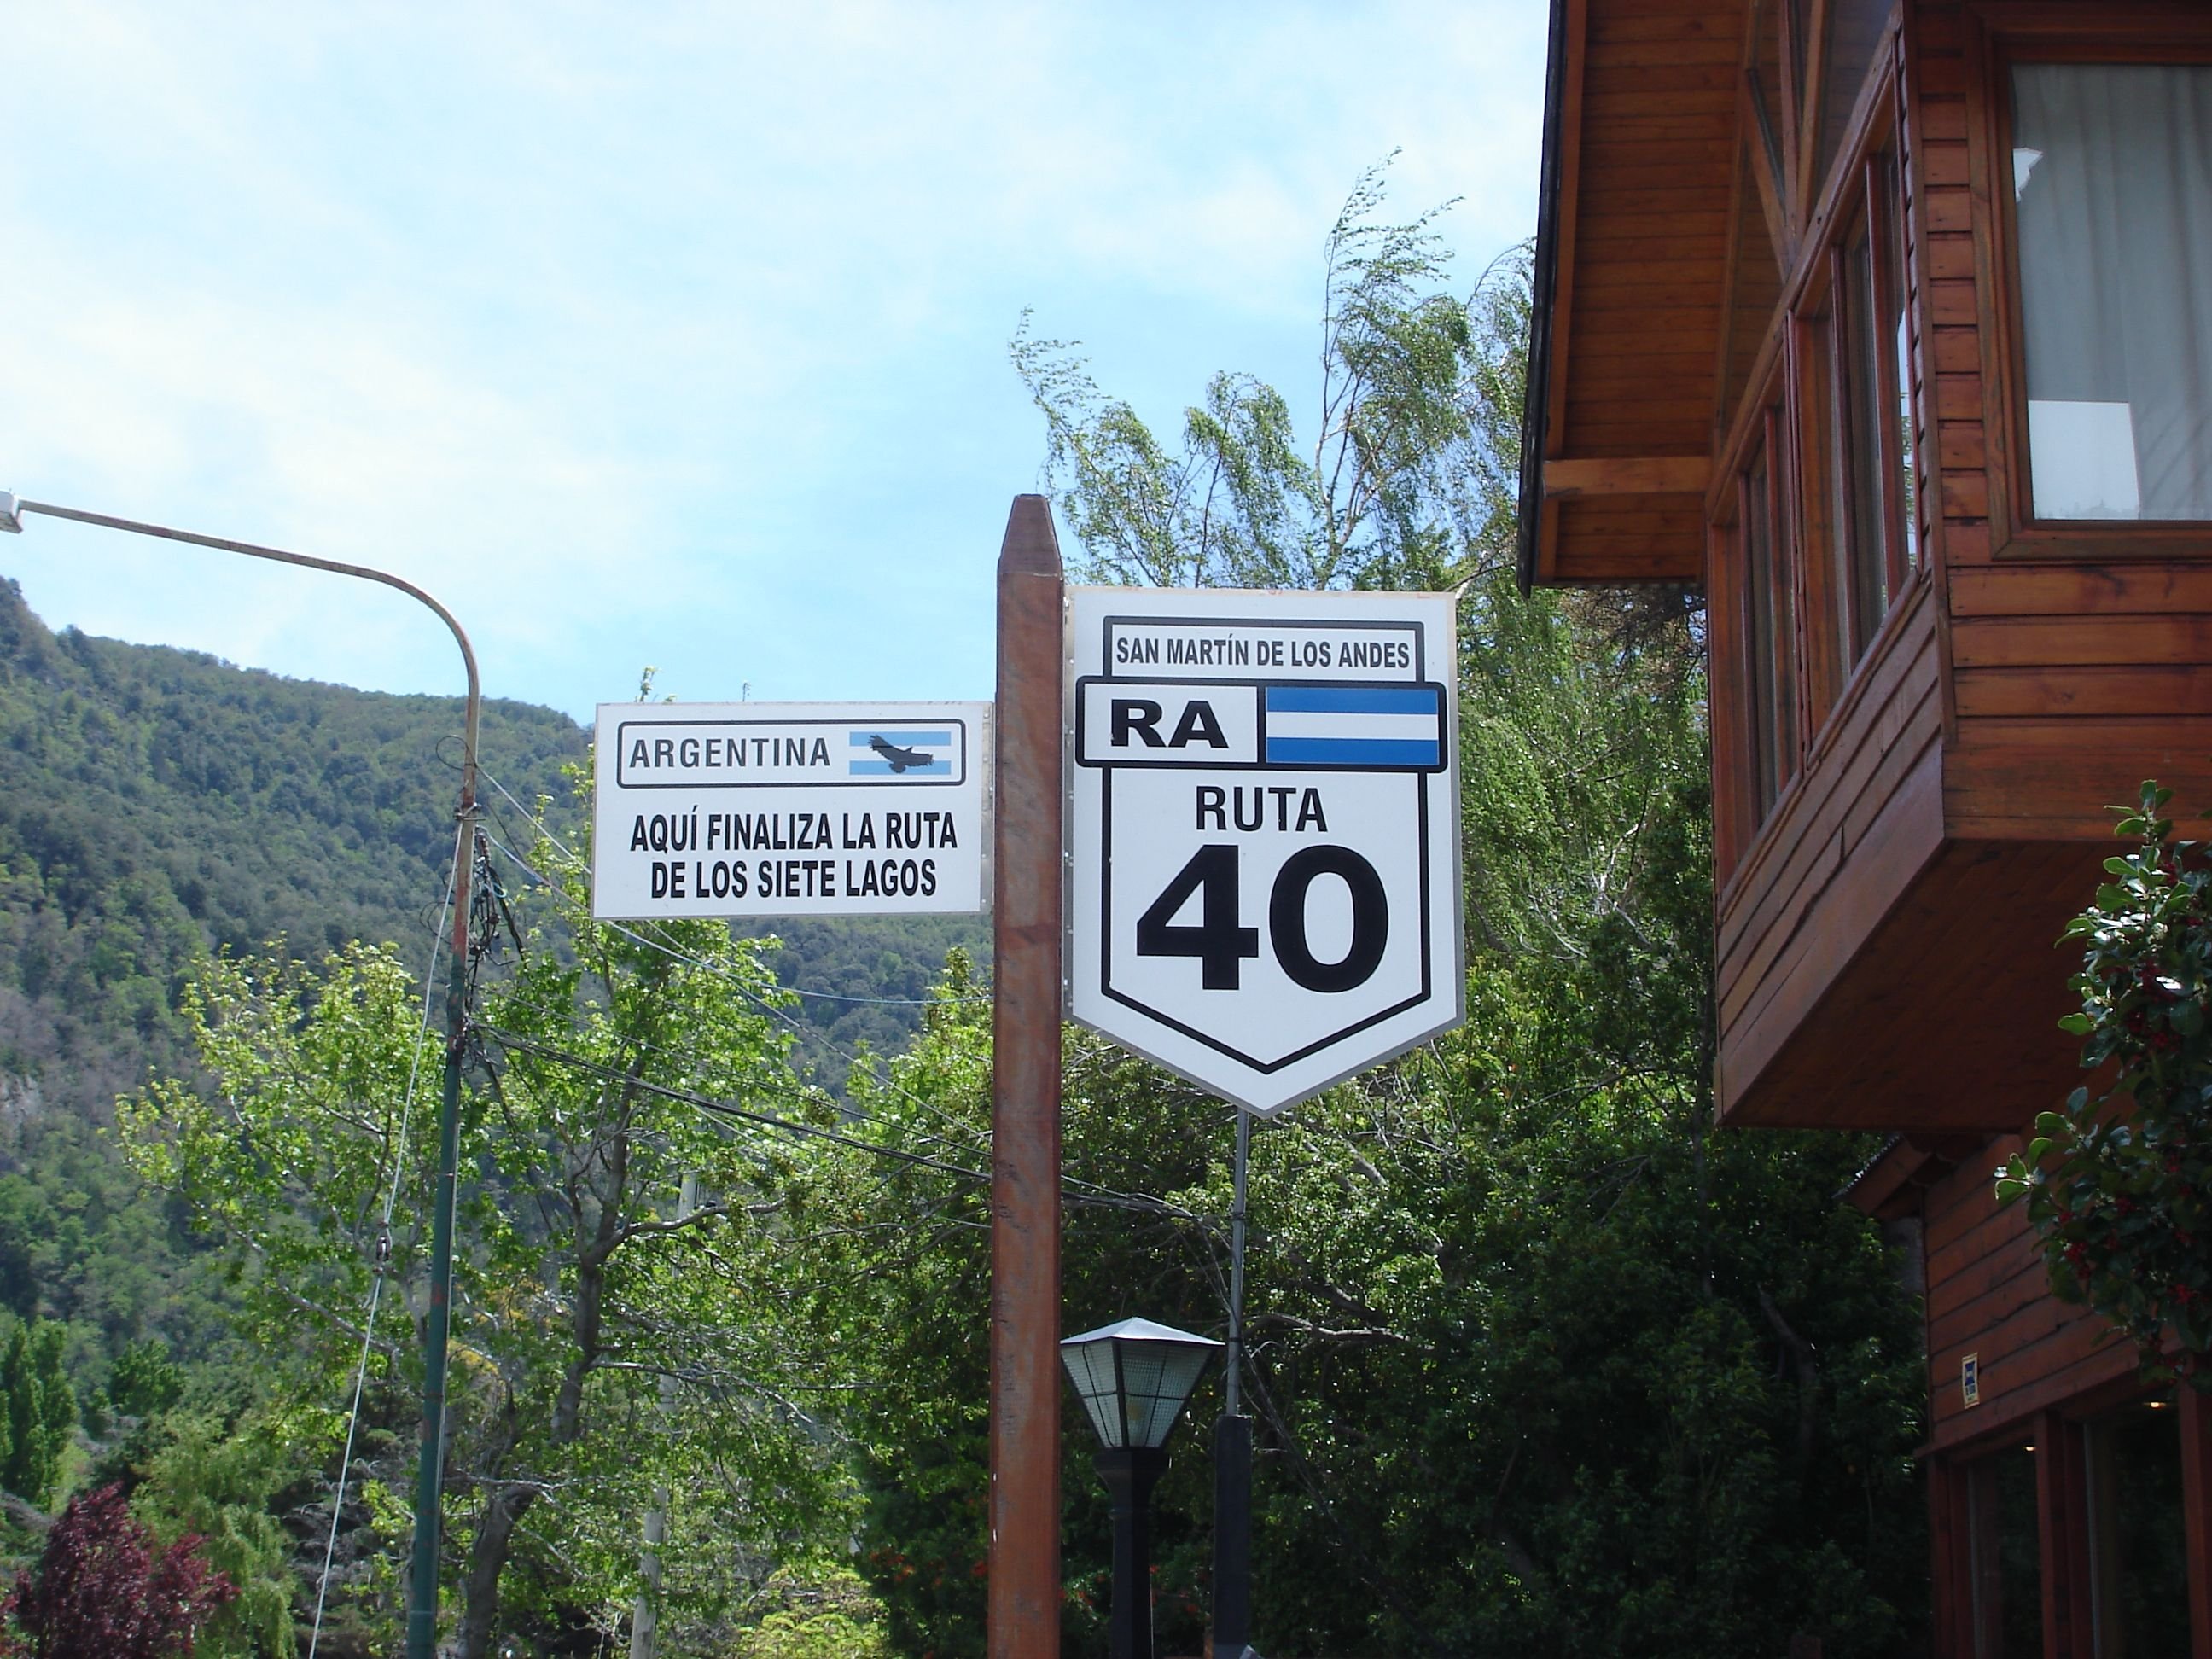 ARGENTINA
AQUÍ FINALIZA LA RUTA
DE LOS SIETE LAGOS
SAN MARTÍN DE LOS ANDES
RA
RUTA
40